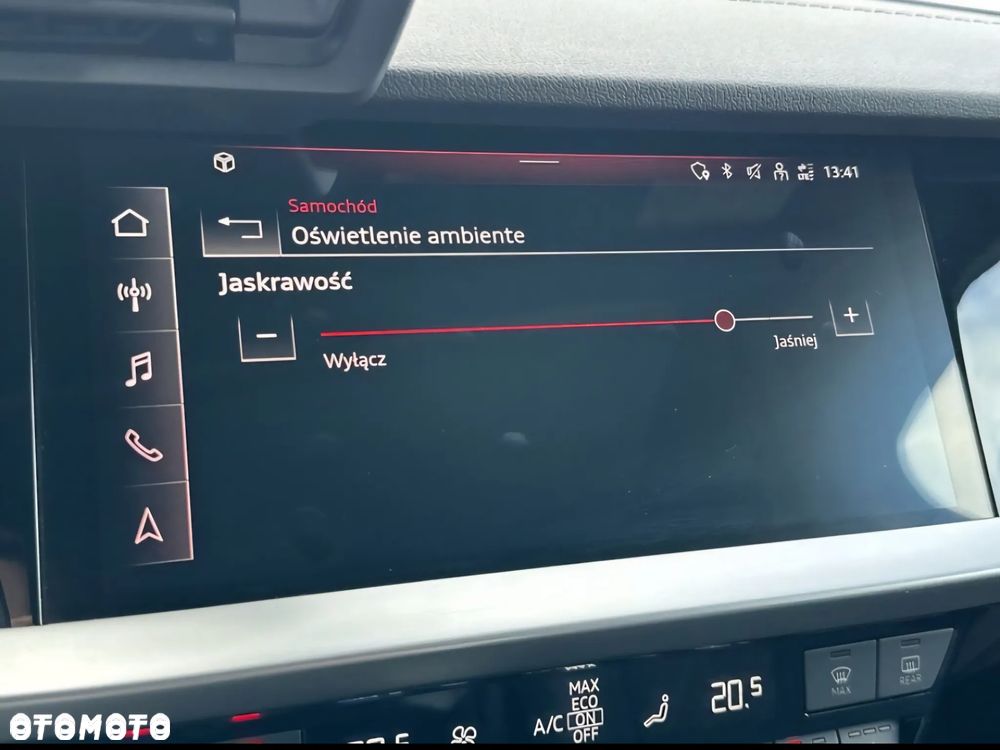 13:41
Samochód
Oświetlenie ambiente
Jaskrawość
Wyłącz
Jaśniej
MAX
ECO
A/C ON
OFF
20.5
MAX
REAR
OTOMOTO